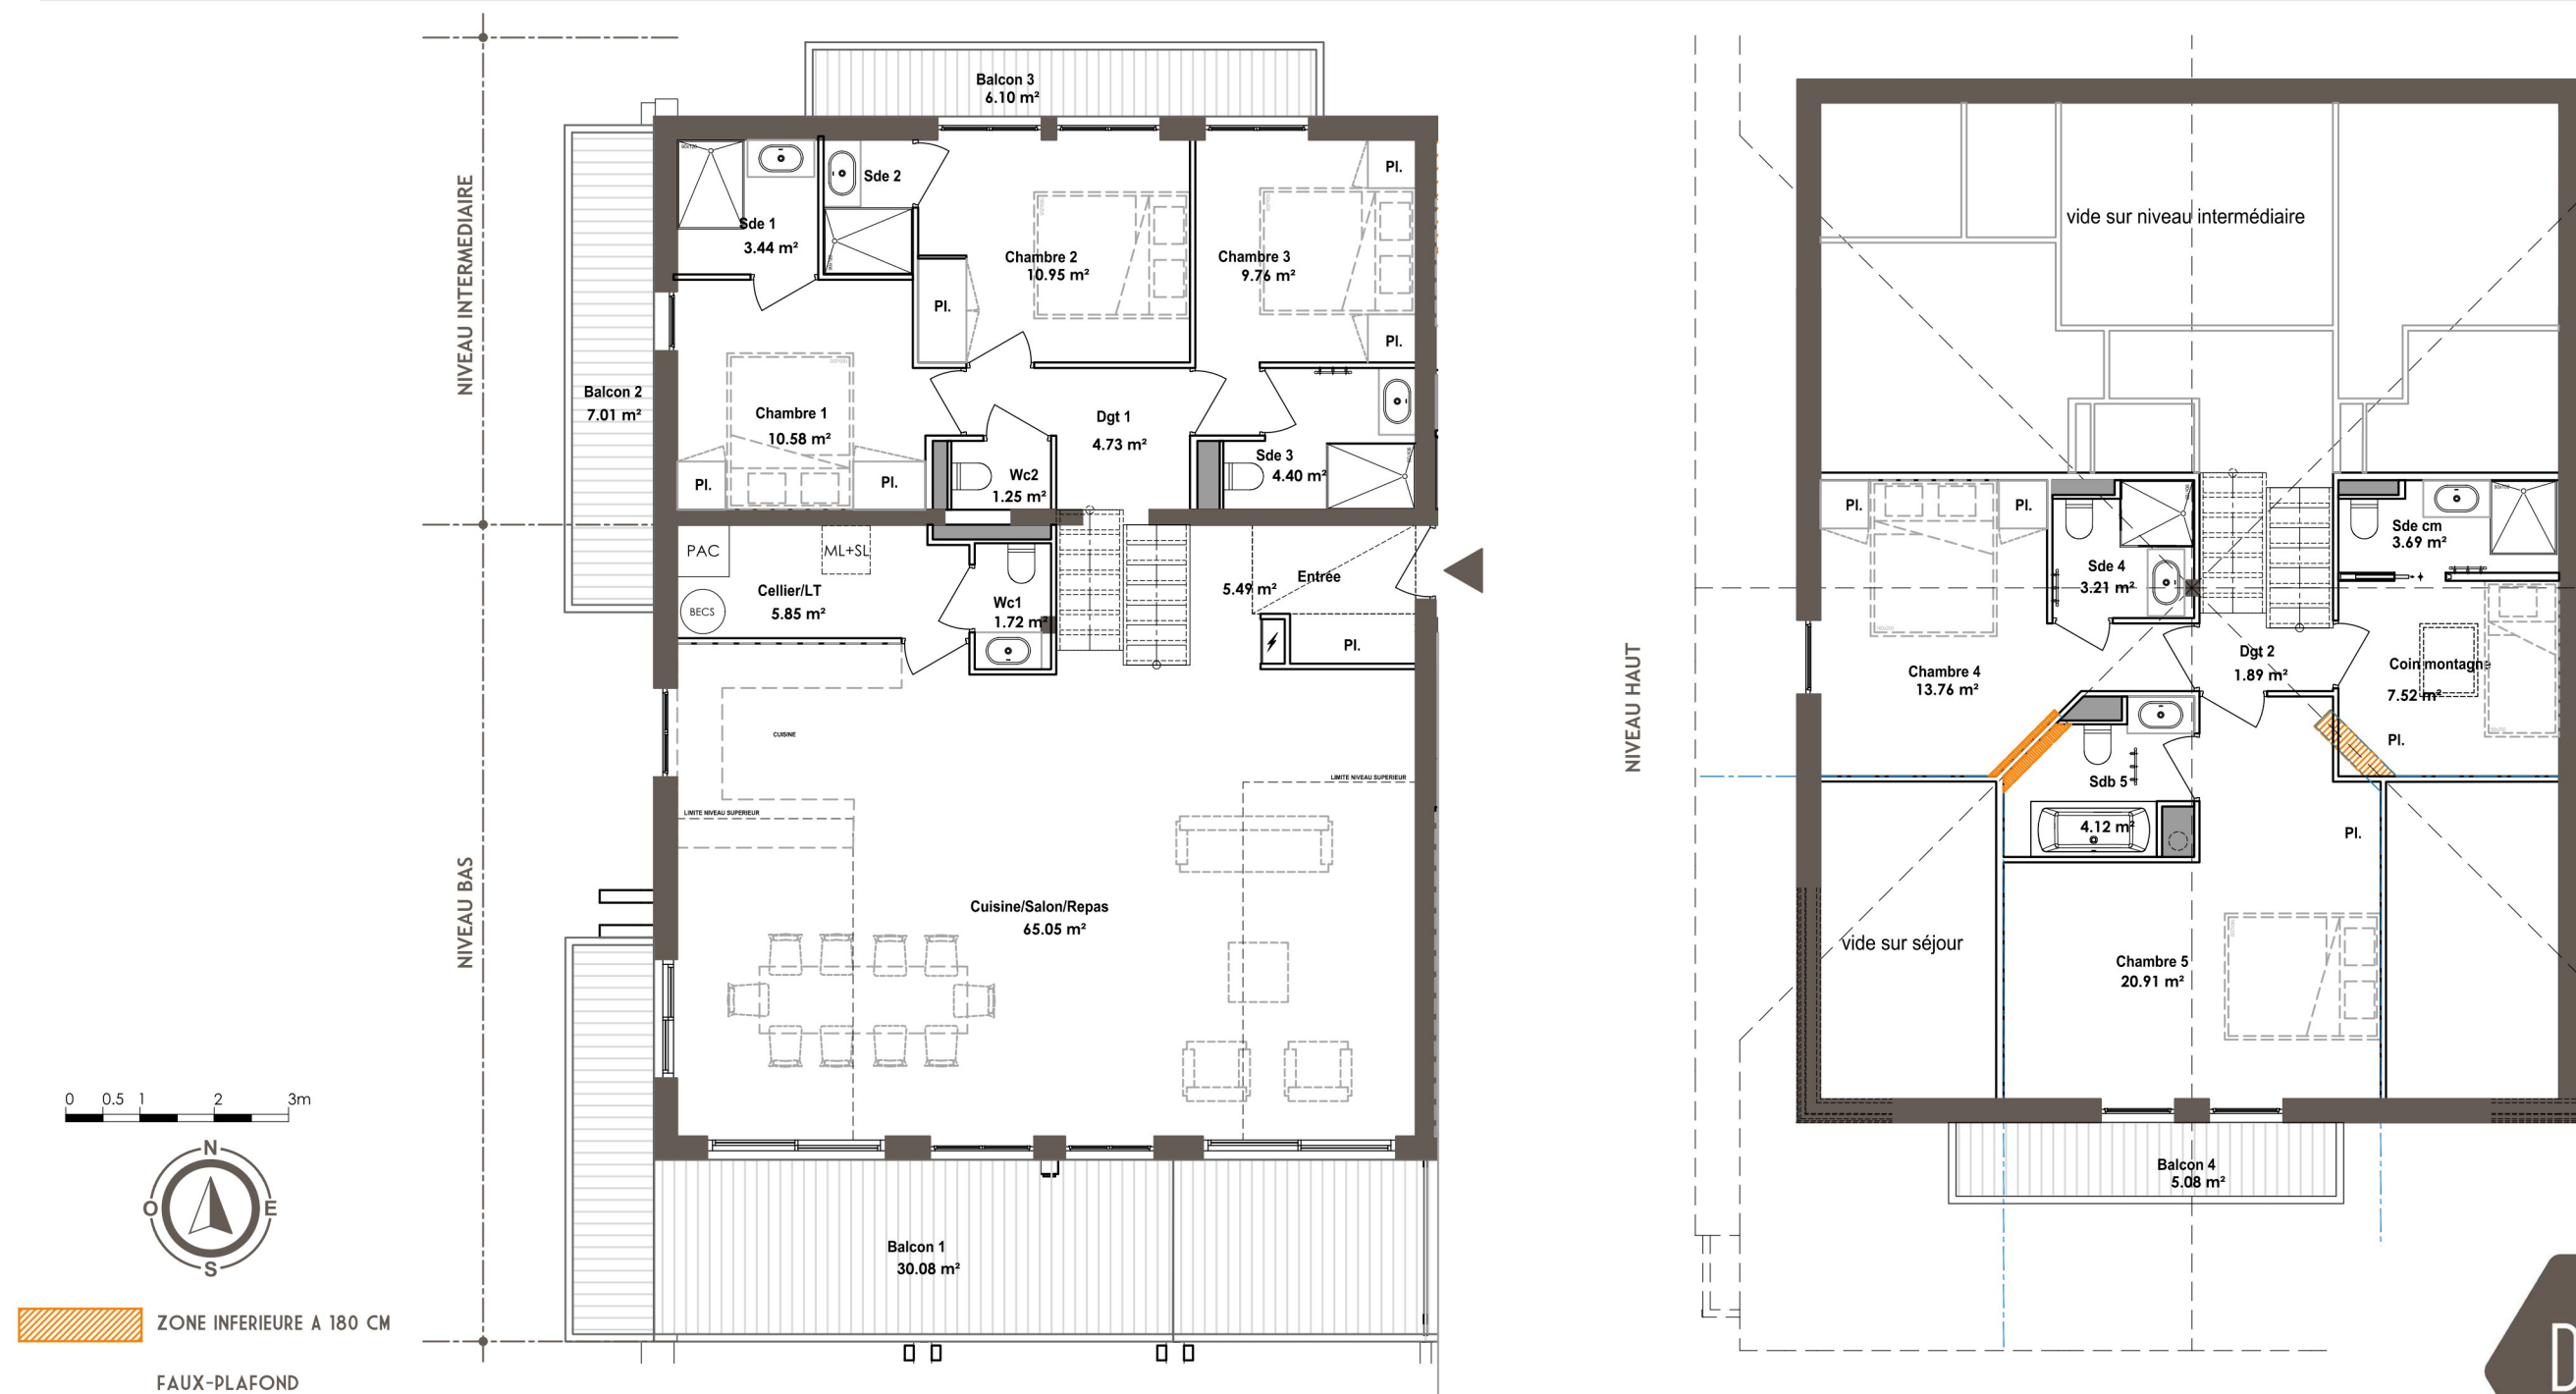 NIVEAU INTERMEDIAIRE
NIVEAU BAS
Balcon 3
6.10 m²
Sde 1
3.44 m²
Sde 2
Chambre 2
10.95 m²
Pl.
Chambre 3
9.76 m²
Pl.
Pl.
Balcon 2
7.01 m²
Chambre 1
10.58 m²
Pl.
Pl.
Wc2
1.25 m²
Dgt 1
4.73 m²
Sde 3
4.40 m²
PAC
BECS
ML+SL
Cellier/LT
5.85 m²
Wc1
1.72 m²
5.49 m²
Entrée
Pl.
CUISINE
LIMITE NIVEAU SUPERIEUR
LIMITE NIVEAU SUPERIEUR
Cuisine/Salon/Repas
65.05 m²
Balcon 1
30.08 m²
0 0.5 1 2 3m
N
O E
S
ZONE INFERIEURE A 180 CM
FAUX-PLAFOND
NIVEAU HAUT
vide sur niveau intermédiaire
Pl.
Pl.
Chambre 4
13.76 m²
Sde 4
3.21 m²
Sde cm
3.69 m²
Dgt 2
1.89 m²
Coin montagne
7.52 m²
Pl.
Sdb 5
4.12 m²
Pl.
vide sur séjour
Chambre 5
20.91 m²
Balcon 4
5.08 m²
D